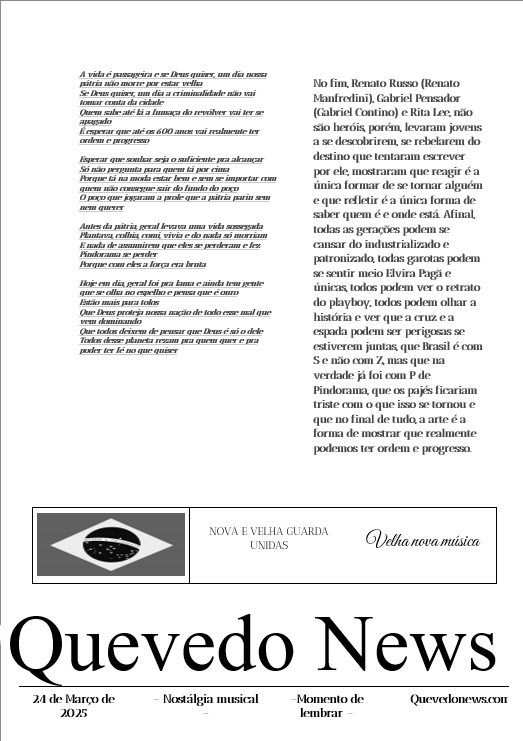 A vida é passageira e se Deus quiser, um dia nossa
pátria não morre por estar velha
Se Deus quiser, um dia a criminalidade não vai
tomar conta da cidade
Quem sabe até lá a fumaça do revólver vai ter se
apagado
E esperar que até os 600 anos vai realmente ter
ordem e progresso
Esperar que sonhar seja o suficiente pra alcançar
Só não pergunta para quem tá por cima
Porque tá na moda estar bem e sem se importar com
quem não consegue sair do fundo do poço
O poço que jogaram a prole que a pátria pariu sem
nem querer
Antes da pátria, geral levava uma vida sossegada
Plantava, colhia, comi, vivia e do nada só morriam
E nada de assumirem que eles se perderam e fez
Pindorama se perder
Porque com eles a força era bruta
Hoje em dia, geral foi pra lama e ainda tem gente
que se olha no espelho e pensa que é ouro
Estão mais para tolos
Que Deus proteja nossa nação de todo esse mal que
vem dominando
Que todos deixem de pensar que Deus é só o dele
Todos desse planeta rezam pra quem quer e pra
poder ter fé no que quiser
No fim, Renato Russo (Renato
Manfredini), Gabriel Pensador
(Gabriel Contino) e Rita Lee, não
são heróis, porém, levaram jovens
a se descobrirem, se rebelarem do
destino que tentaram escrever
por ele, mostraram que reagir é a
única formar de se tornar alguém
e que refletir é a única forma de
saber quem é e onde está. Afinal,
todas as gerações podem se
cansar do industrializado e
patronizado, todas garotas podem
se sentir meio Elvira Pagã e
únicas, todos podem ver o retrato
do playboy, todos podem olhar a
história e ver que a cruz e a
espada podem ser perigosas se
estiverem juntas, que Brasil é com
S e não com Z, mas que na
verdade já foi com P de
Pindorama, que os pajés ficariam
triste com o que isso se tornou e
que no final de tudo, a arte é a
forma de mostrar que realmente
podemos ter ordem e progresso.
NOVA E VELHA GUARDA
UNIDAS
Velha nova música
Quevedo News
24 de Março de
2025
- Nostálgia musical
-
-Momento de
lembrar -
Quevedonews.com